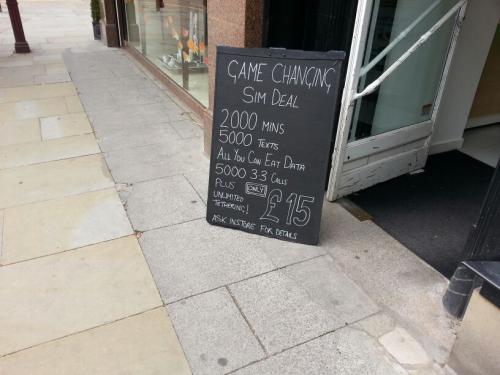 GAME CHANGING
SIM DEAL
2000 MINS
5000 TEXTS
ALL YOU CAN EAT DATA
5000 3-3 CALLS
PLUS ONLY
UNLIMITED £15
TETHERING!
ASK INSTORE FOR DETAILS